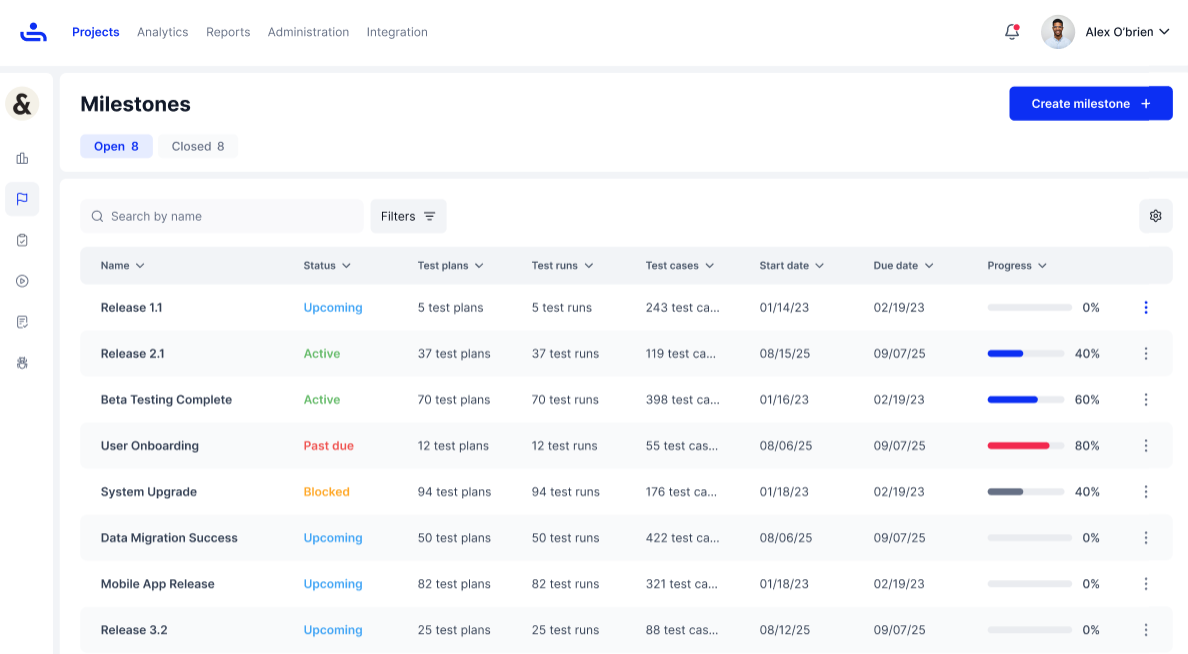 Projects Analytics Reports Administration Integration Alex O'brien
&
Milestones Create milestone +
Open 8 Closed 8
Search by name Filters
Name Status Test plans Test runs Test cases Start date Due date Progress
Release 1.1 Upcoming 5 test plans 5 test runs 243 test ca... 01/14/23 02/19/23 0%
Release 2.1 Active 37 test plans 37 test runs 119 test ca... 08/15/25 09/07/25 40%
Beta Testing Complete Active 70 test plans 70 test runs 398 test ca... 01/16/23 02/19/23 60%
User Onboarding Past due 12 test plans 12 test runs 55 test cas... 08/06/25 09/07/25 80%
System Upgrade Blocked 94 test plans 94 test runs 176 test ca... 01/18/23 02/19/23 40%
Data Migration Success Upcoming 50 test plans 50 test runs 422 test ca... 08/06/25 09/07/25 0%
Mobile App Release Upcoming 82 test plans 82 test runs 321 test ca... 01/18/23 02/19/23 0%
Release 3.2 Upcoming 25 test plans 25 test runs 88 test cas... 08/12/25 09/07/25 0%